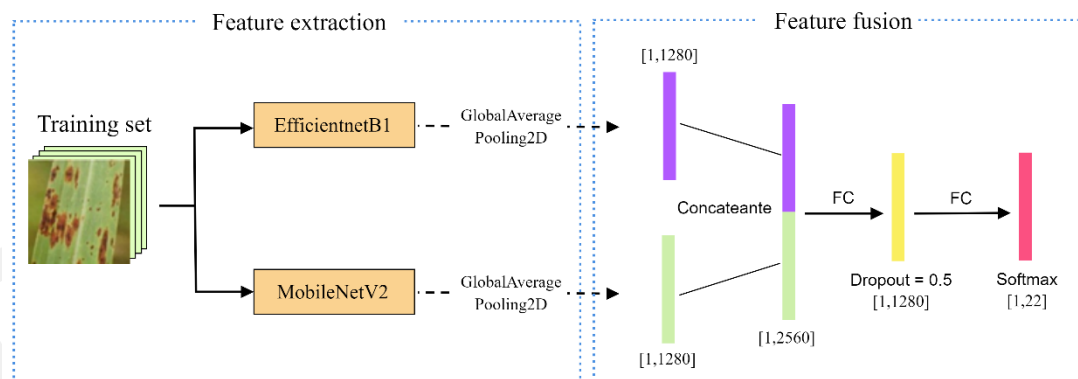 Feature extraction
Training set
EfficientnetB1
GlobalAverage
Pooling2D
MobileNetV2
GlobalAverage
Pooling2D
Feature fusion
[1,1280]
Concateante
[1,1280]
[1,2560]
FC
Dropout = 0.5
[1,1280]
FC
Softmax
[1,22]